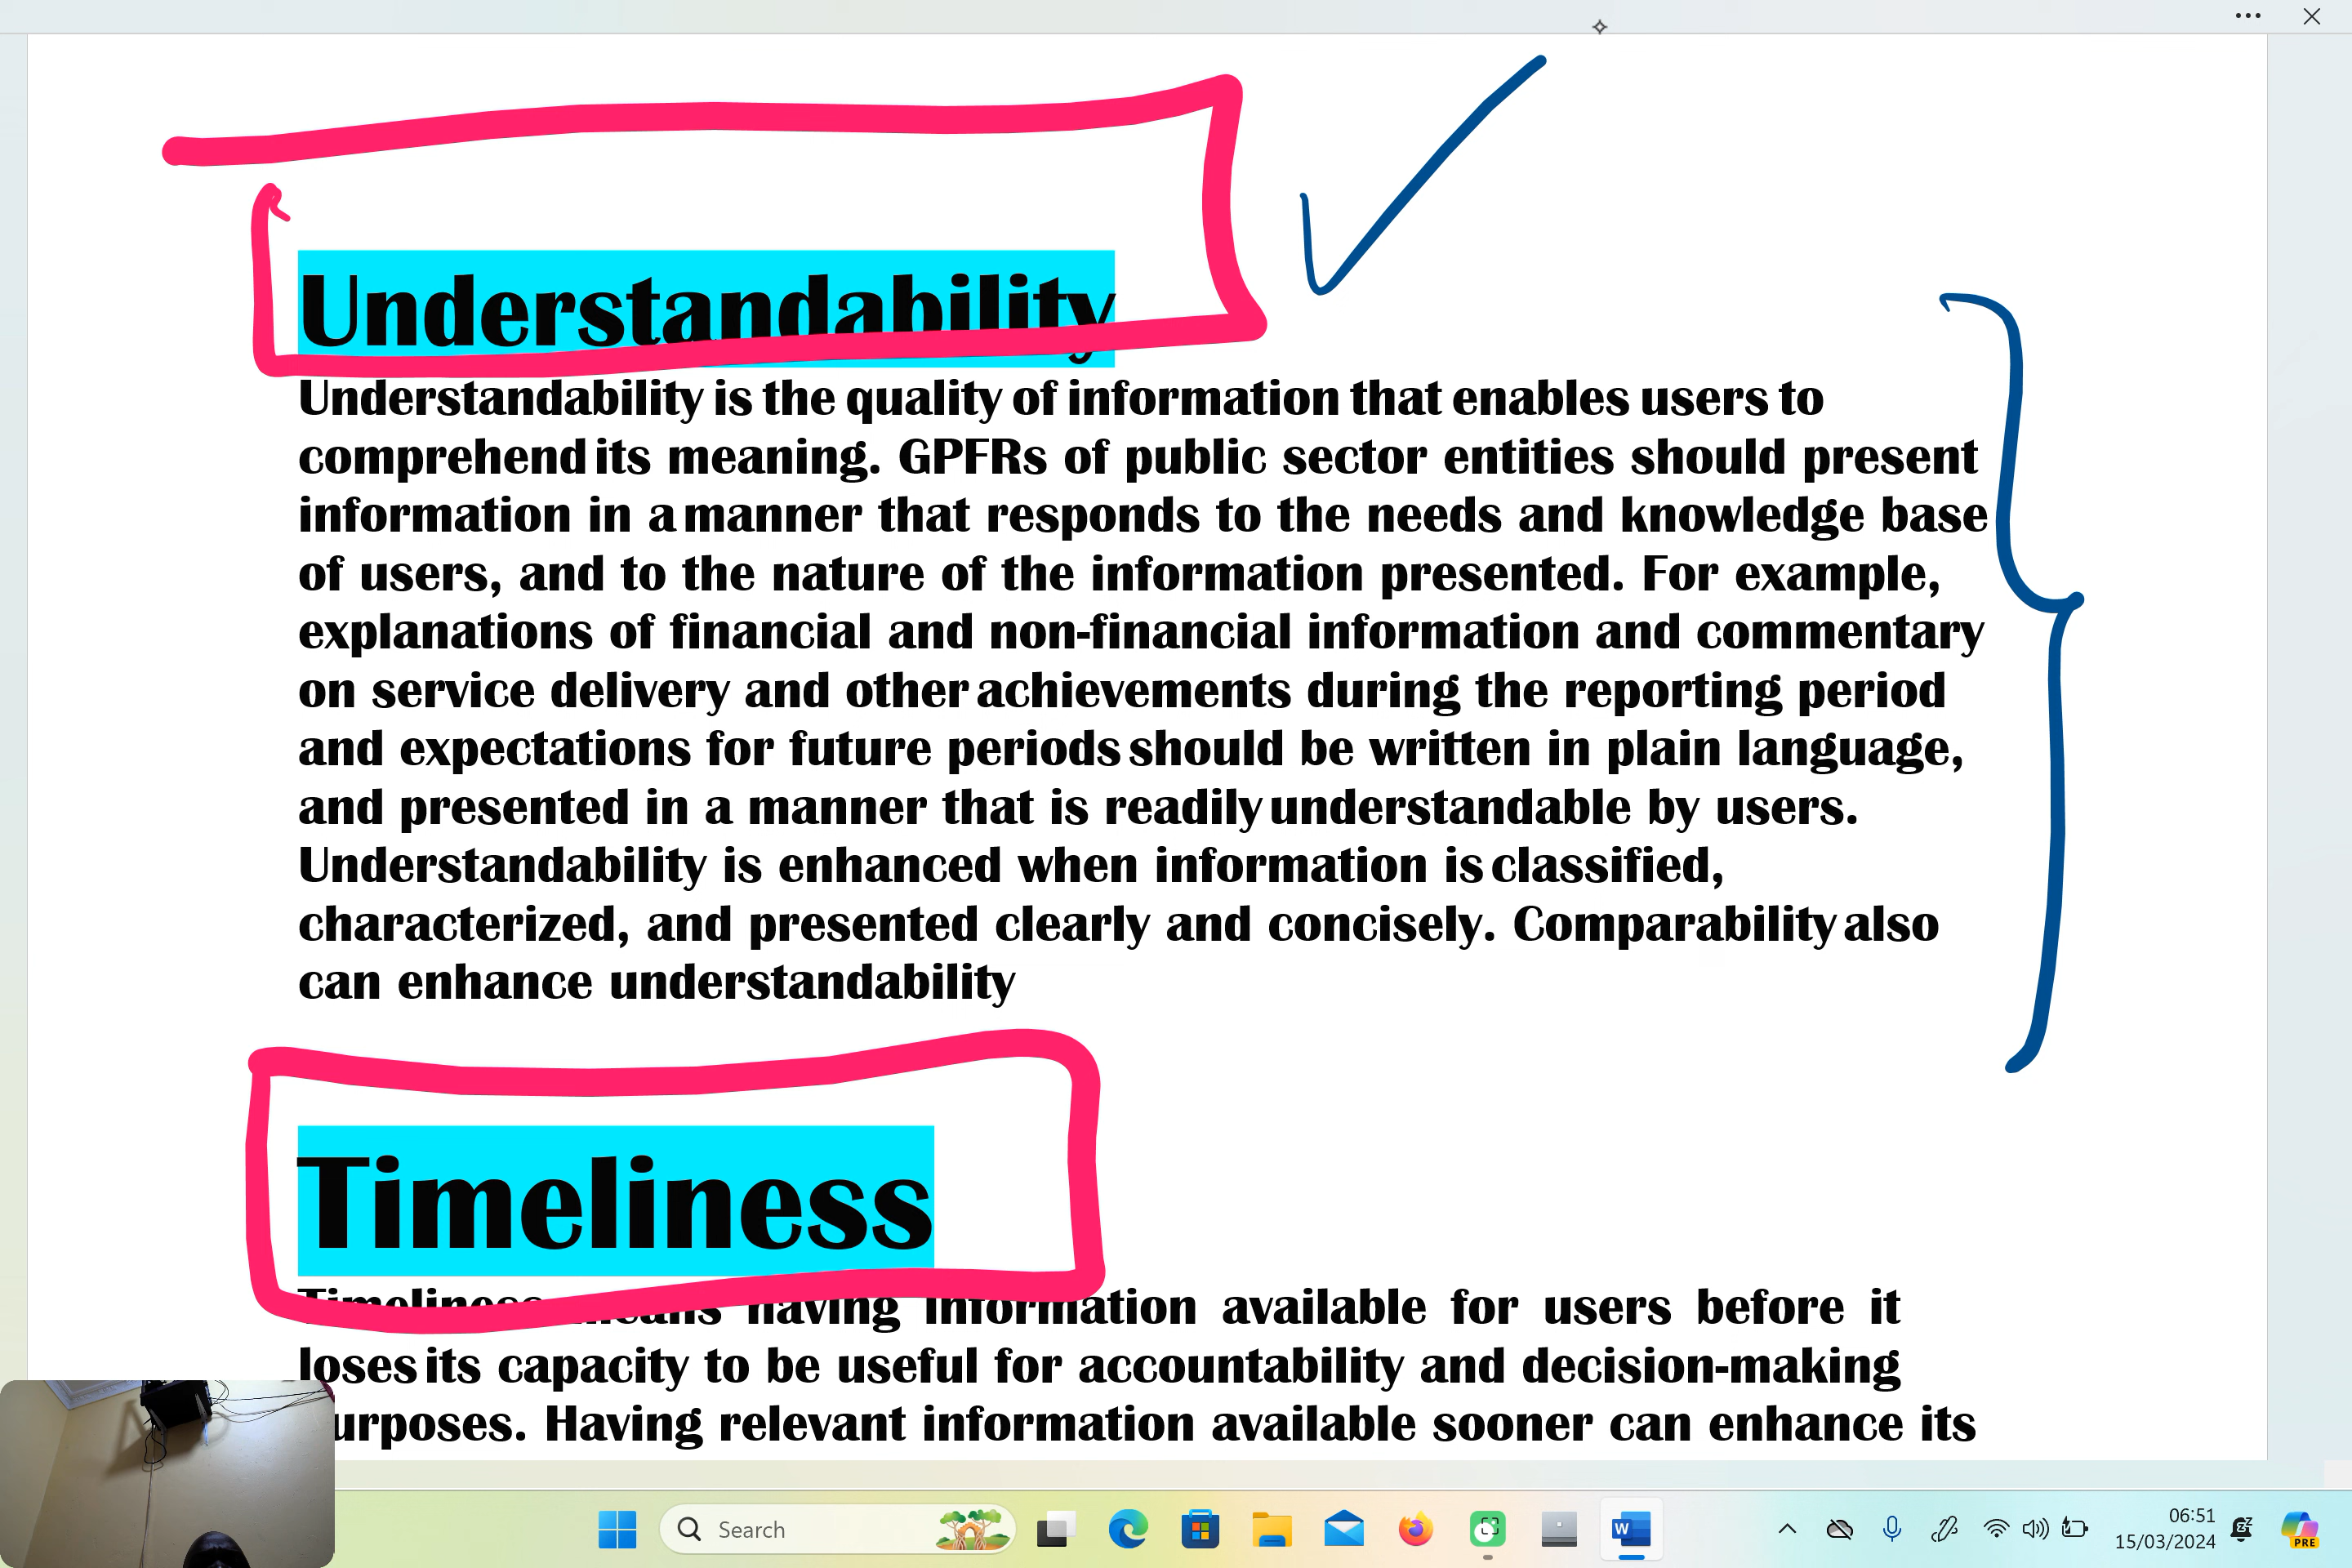 Understandability
Understandability is the quality of information that enables users to
comprehend its meaning. GPFRs of public sector entities should present
information in a manner that responds to the needs and knowledge base
of users, and to the nature of the information presented. For example,
explanations of financial and non-financial information and commentary
on service delivery and other achievements during the reporting period
and expectations for future periods should be written in plain language,
and presented in a manner that is readily understandable by users.
Understandability is enhanced when information is classified,
characterized, and presented clearly and concisely. Comparability also
can enhance understandability
Timeliness
Timeliness means having information available for users before it
loses its capacity to be useful for accountability and decision-making
urposes. Having relevant information available sooner can enhance its
Search
W
06:51
15/03/2024
PRE